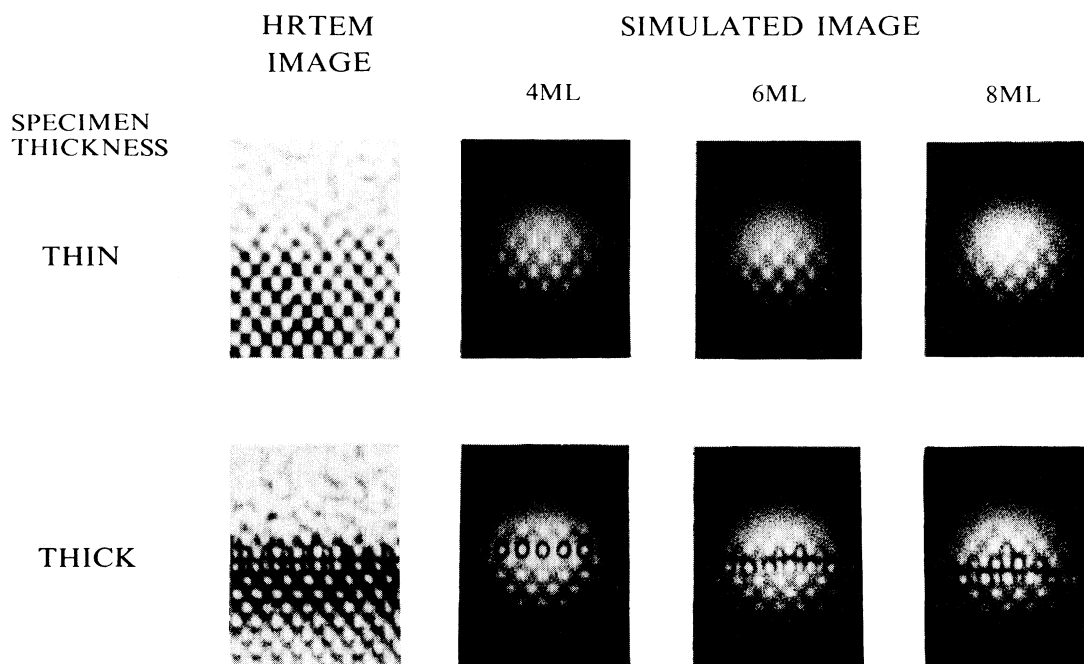 HRTEM
IMAGE
SIMULATED IMAGE
4ML
6ML
8ML
SPECIMEN
THICKNESS
THIN
THICK